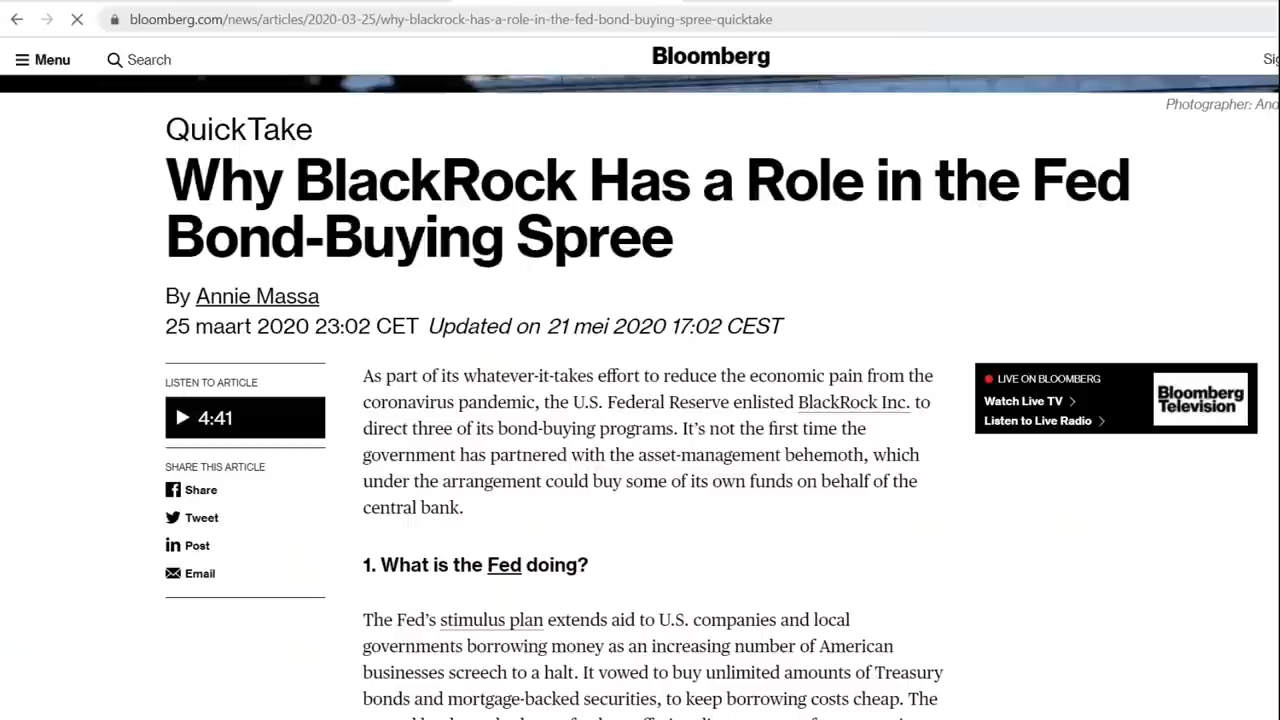 bloomberg.com/news/articles/2020-03-25/why-blackrock-has-a-role-in-the-fed-bond-buying-spree-quicktake
Menu
Search
Bloomberg
Photographer:
QuickTake
Why BlackRock Has a Role in the Fed
Bond-Buying Spree
By Annie Massa
25 maart 2020 23:02 CET Updated on 21 mei 2020 17:02 CEST
LISTEN TO ARTICLE
4:41
SHARE THIS ARTICLE
Share
Tweet
in Post
Email
As part of its whatever-it-takes effort to reduce the economic pain from the
coronavirus pandemic, the U.S. Federal Reserve enlisted BlackRock Inc. to
direct three of its bond-buying programs. It’s not the first time the
government has partnered with the asset-management behemoth, which
under the arrangement could buy some of its own funds on behalf of the
central bank.
1. What is the Fed doing?
The Fed’s stimulus plan extends aid to U.S. companies and local
governments borrowing money as an increasing number of American
businesses screech to a halt. It vowed to buy unlimited amounts of Treasury
bonds and mortgage-backed securities, to keep borrowing costs cheap. The
LIVE ON BLOOMBERG
Watch Live TV
Listen to Live Radio
Bloomberg
Television